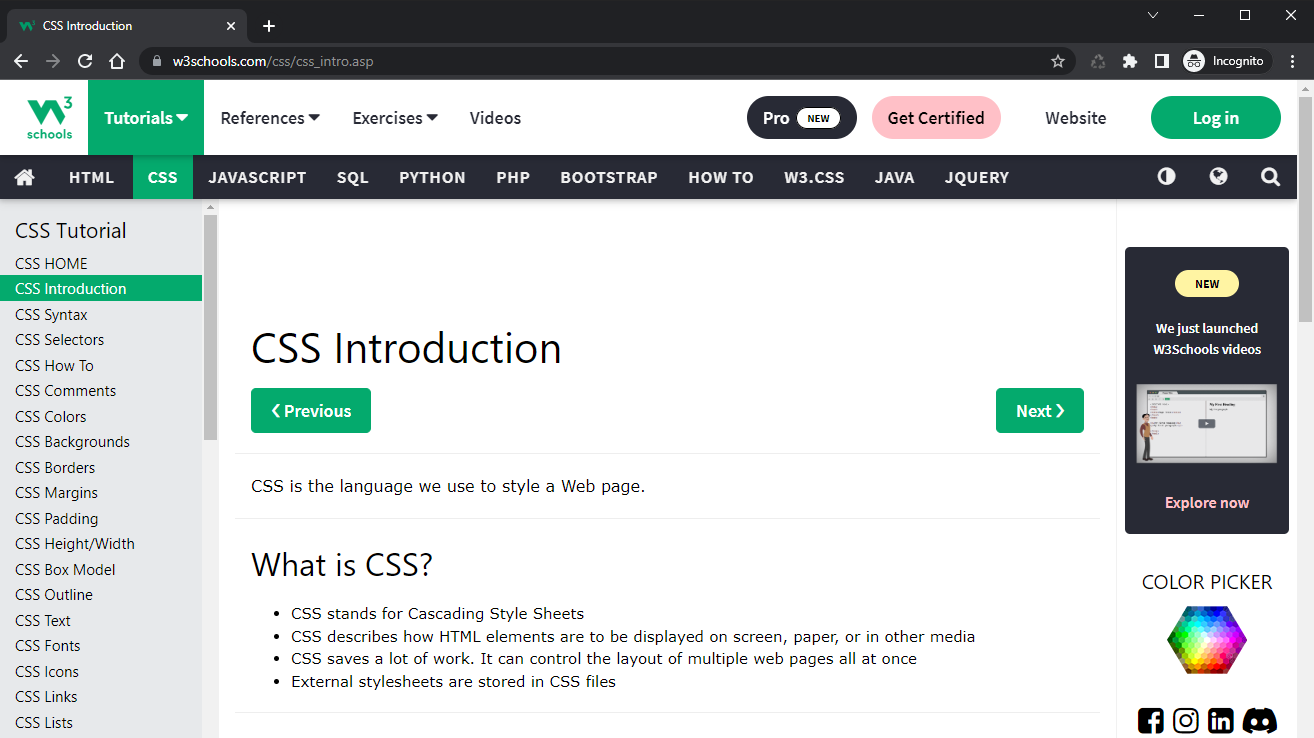 CSS Introduction
w3schools.com/css/css_intro.asp
Incognito
W3
schools
Tutorials
References
Exercises
Videos
Pro NEW
Get Certified
Website
Log in
HTML
CSS
JAVASCRIPT
SQL
PYTHON
PHP
BOOTSTRAP
HOW TO
W3.CSS
JAVA
JQUERY
CSS Tutorial
CSS HOME
CSS Introduction
CSS Syntax
CSS Selectors
CSS How To
CSS Comments
CSS Colors
CSS Backgrounds
CSS Borders
CSS Margins
CSS Padding
CSS Height/Width
CSS Box Model
CSS Outline
CSS Text
CSS Fonts
CSS Icons
CSS Links
CSS Lists
CSS Introduction
❮ Previous
Next ❯
CSS is the language we use to style a Web page.
What is CSS?
• CSS stands for Cascading Style Sheets
• CSS describes how HTML elements are to be displayed on screen, paper, or in other media
• CSS saves a lot of work. It can control the layout of multiple web pages all at once
• External stylesheets are stored in CSS files
NEW
We just launched
W3Schools videos
Explore now
COLOR PICKER